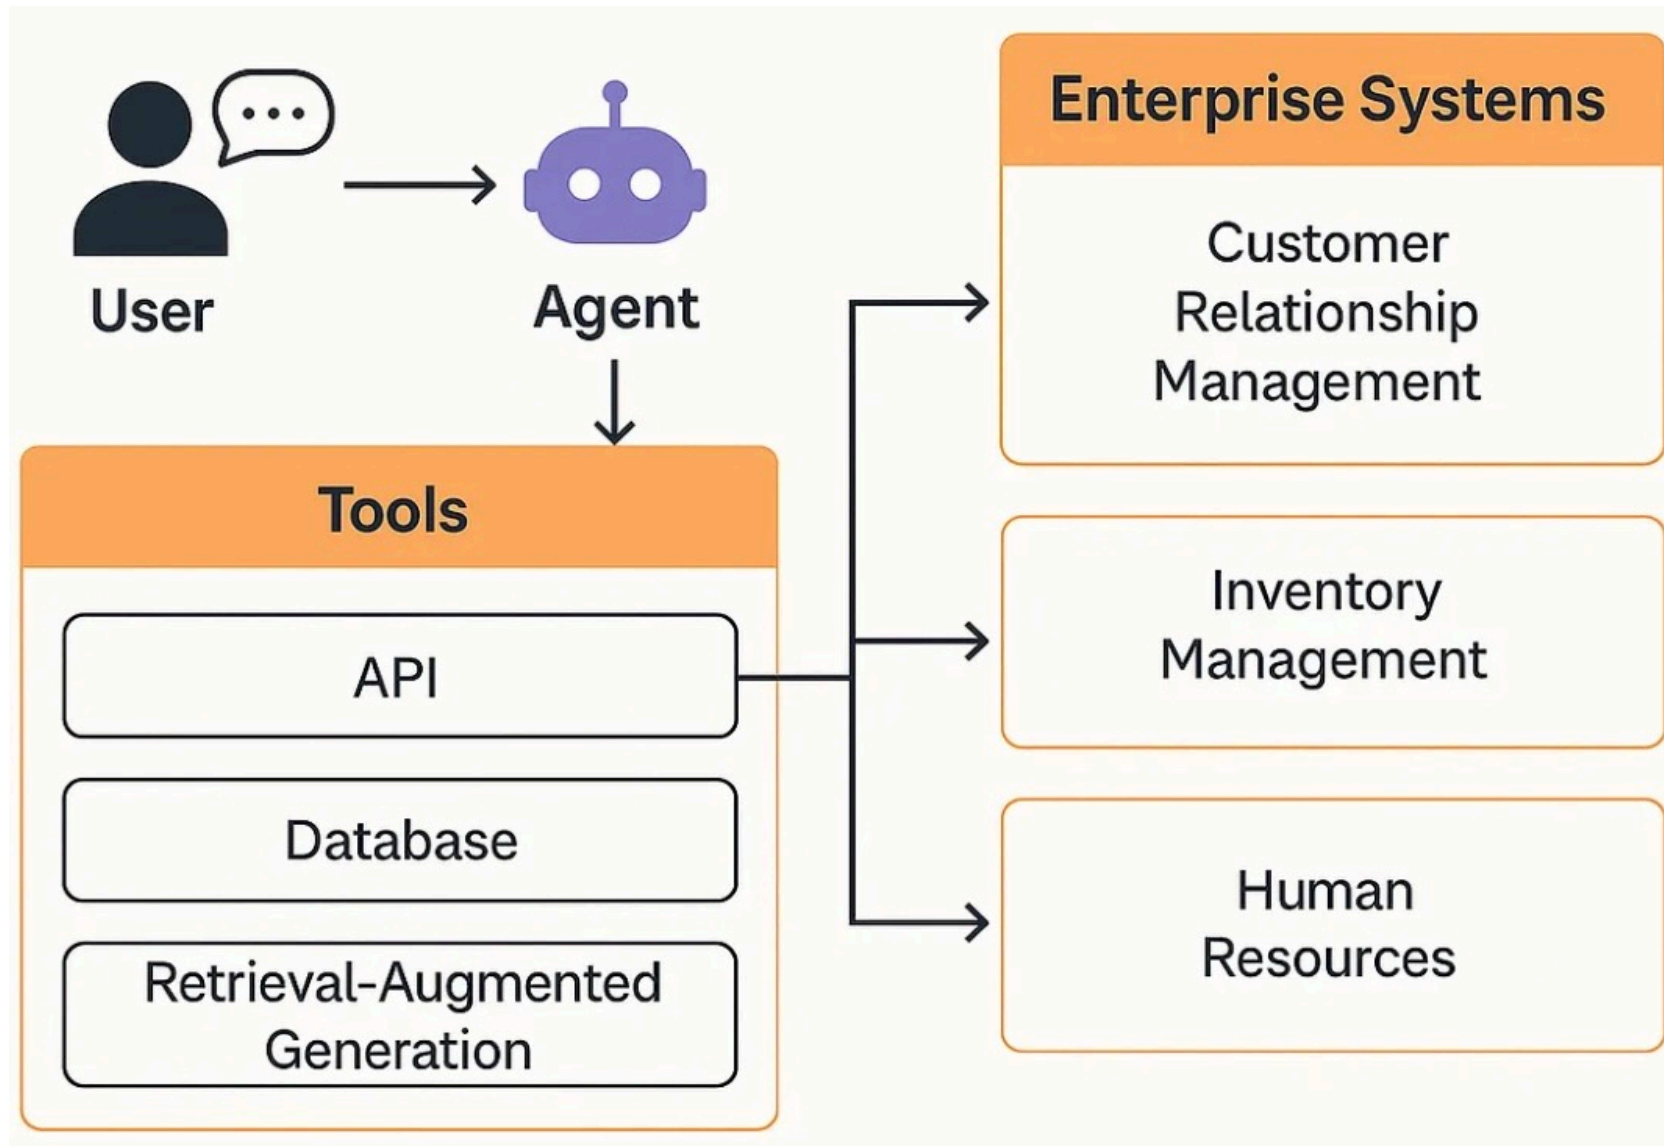 User
Agent
Tools
API
Database
Retrieval-Augmented
Generation
Enterprise Systems
Customer
Relationship
Management
Inventory
Management
Human
Resources